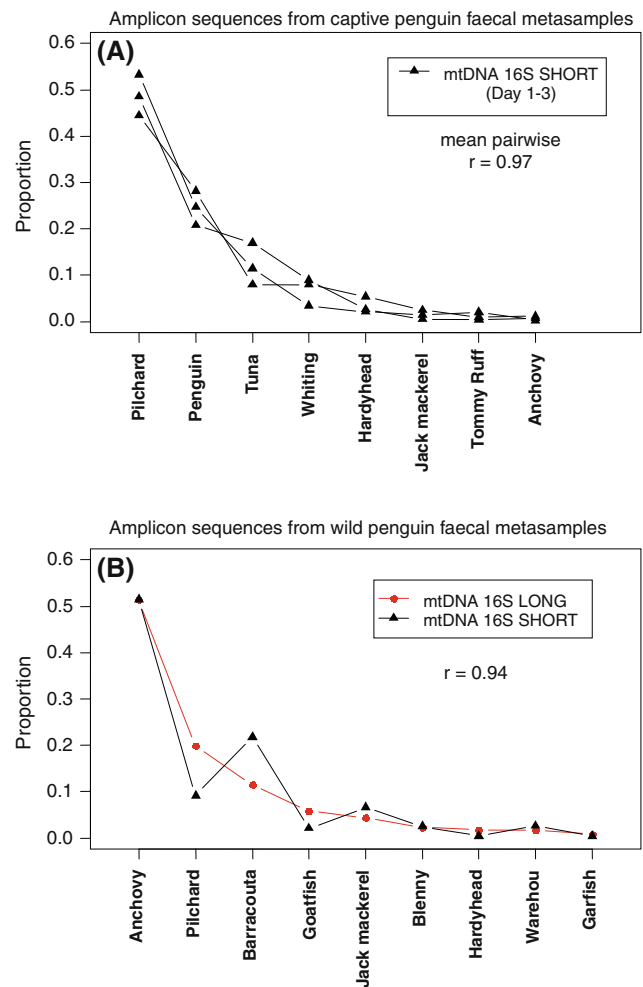 Amplicon sequences from captive penguin faecal metasamples
(A)
mtDNA 16S SHORT
(Day 1-3)
mean pairwise
r = 0.97
Proportion
0.6
0.5
0.4
0.3
0.2
0.1
0.0
Pilchard
Penguin
Tuna
Whiting
Hardyhead
Jack mackerel
Tommy Ruff
Anchovy
Amplicon sequences from wild penguin faecal metasamples
(B)
mtDNA 16S LONG
mtDNA 16S SHORT
r = 0.94
Proportion
0.6
0.5
0.4
0.3
0.2
0.1
0.0
Anchovy
Pilchard
Barracouta
Goatfish
Jack mackerel
Blenny
Hardyhead
Warehou
Garfish